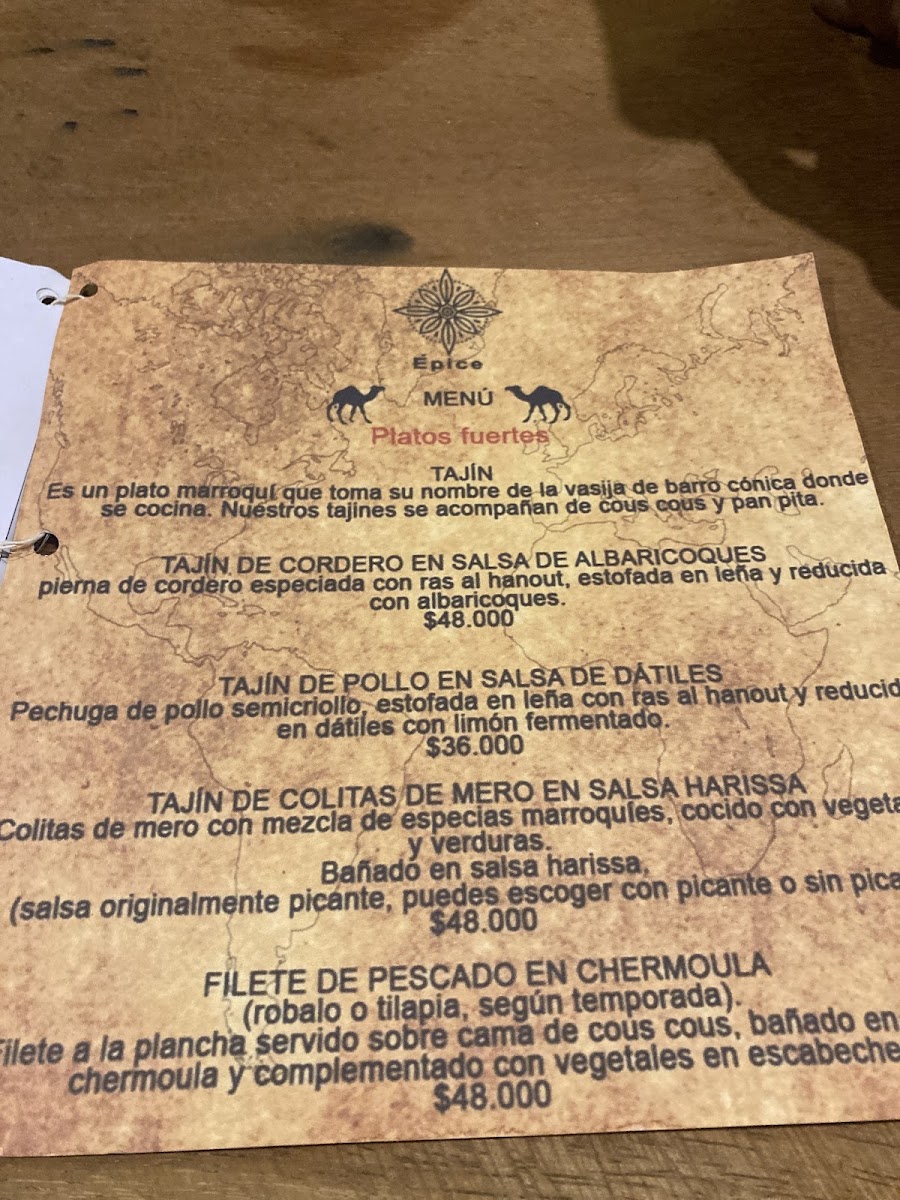 Épice
MENÚ
Platos fuertes
TAJÍN
Es un plato marroquí que toma su nombre de la vasija de barro cónica donde
se cocina. Nuestros tajines se acompañan de cous cous y pan pita.
TAJÍN DE CORDERO EN SALSA DE ALBARICOQUES
pierna de cordero especiada con ras al hanout, estofada en leña y reducida
con albaricoques.
$48.000
TAJÍN DE POLLO EN SALSA DE DÁTILES
Pechuga de pollo semicriollo, estofada en leña con ras al hanout y reducid
en dátiles con limón fermentado.
$36.000
TAJÍN DE COLITAS DE MERO EN SALSA HARISSA
Colitas de mero con mezcla de especias marroquíes, cocido con vegeta
y verduras.
Bañado en salsa harissa,
(salsa originalmente picante, puedes escoger con picante o sin pica
$48.000
FILETE DE PESCADO EN CHERMOULA
(robalo o tilapia, según temporada).
Filete a la plancha servido sobre cama de cous cous, bañado en
chermoula y complementado con vegetales en escabeche
$48.000